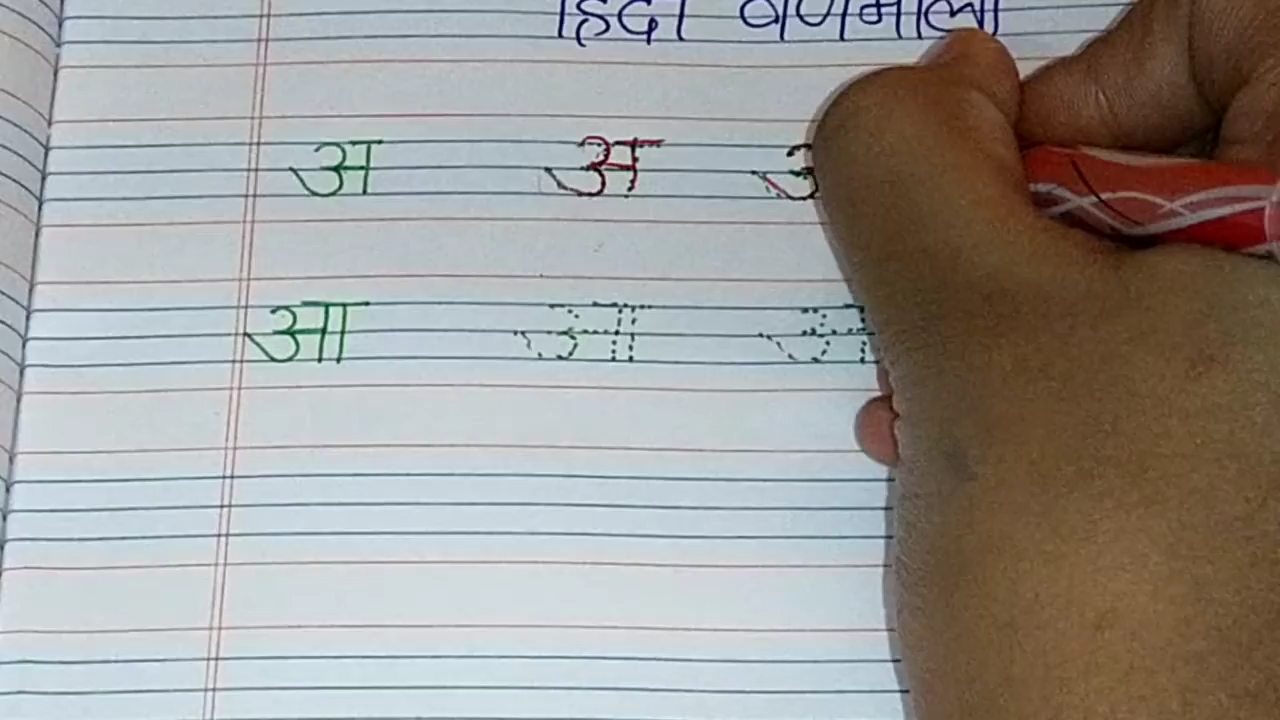 हिंदी वर्णमाला
अ अ
आ आ